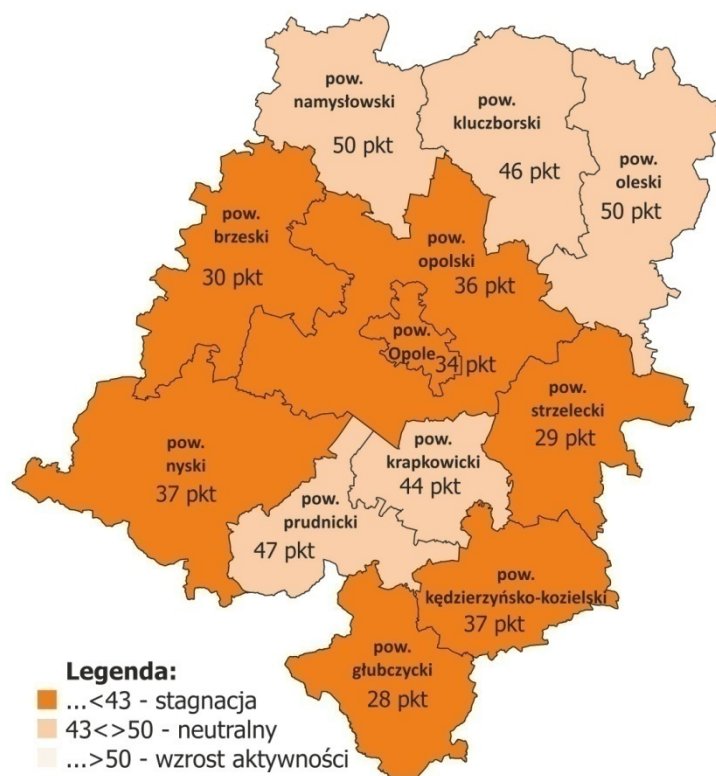 pow.
namysłowski
50 pkt
pow.
kluczborski
46 pkt
pow.
oleski
50 pkt
pow.
brzeski
30 pkt
pow.
opolski
36 pkt
pow.
Opole
34 pkt
pow.
strzelecki
29 pkt
pow.
nyski
37 pkt
pow.
krapkowicki
44 pkt
pow.
prudnicki
47 pkt
pow.
kędzierzyńsko-kozielski
37 pkt
pow.
głubczycki
28 pkt
Legenda:
...<43 - stagnacja
43<>50 - neutralny
...>50 - wzrost aktywności